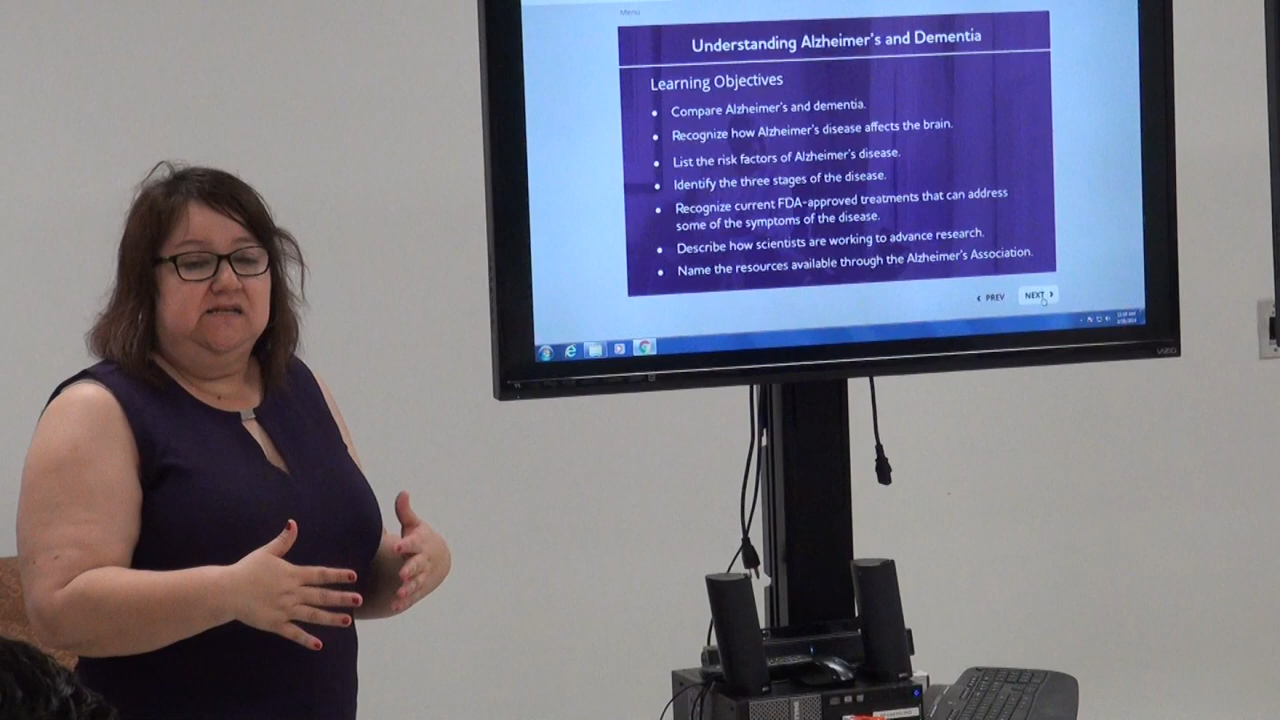 Menu
Understanding Alzheimer's and Dementia
Learning Objectives
• Compare Alzheimer's and dementia.
• Recognize how Alzheimer's disease affects the brain.
• List the risk factors of Alzheimer's disease.
• Identify the three stages of the disease.
• Recognize current FDA-approved treatments that can address
some of the symptoms of the disease.
• Describe how scientists are working to advance research.
• Name the resources available through the Alzheimer's Association.
‹ PREV NEXT ›
VIZIO